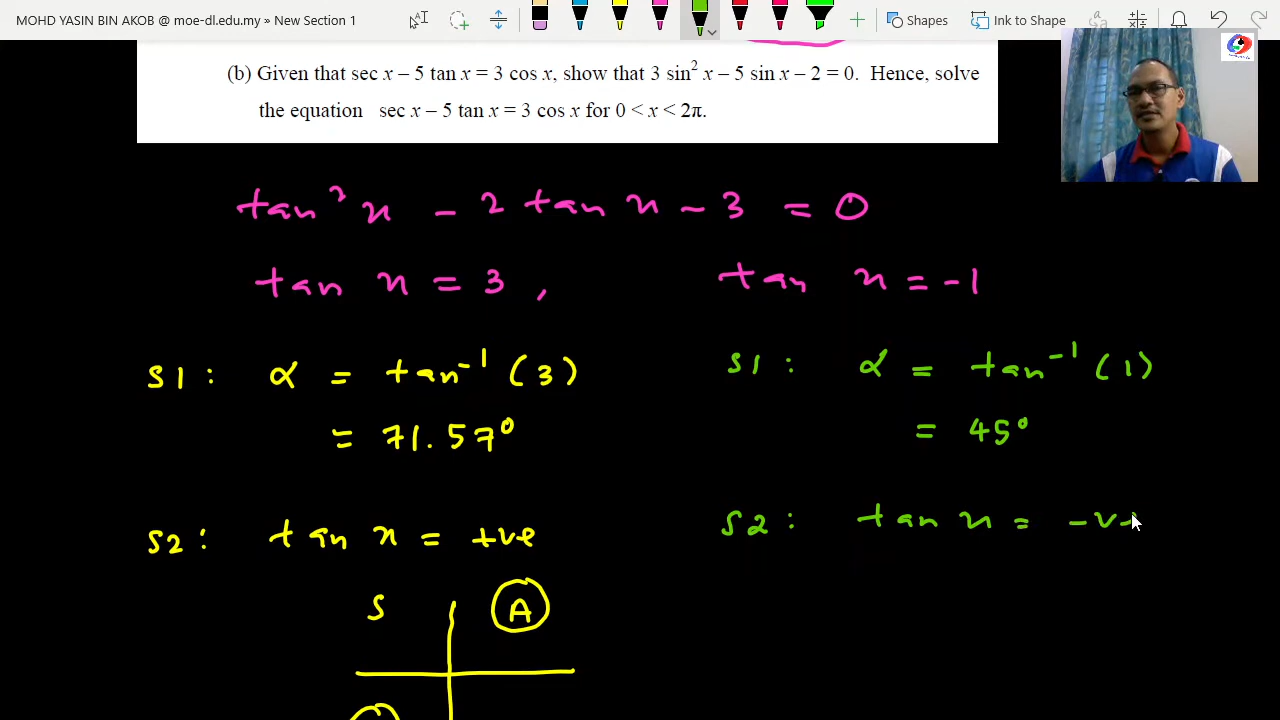 MOHD YASIN BIN AKOB @ moe-dl.edu.my » New Section 1
Shapes Ink to Shape
(b) Given that sec x – 5 tan x = 3 cos x, show that 3 sin² x – 5 sin x – 2 = 0. Hence, solve
the equation sec x – 5 tan x = 3 cos x for 0 < x < 2π.
tan² x - 2 tan x - 3 = 0
tan x = 3 , tan x = -1
S1 : α = tan⁻¹ (3)
= 71.57°
S1 : α = tan⁻¹ (1)
= 45°
S2 : tan x = +ve
S A
S2 : tan x = -v